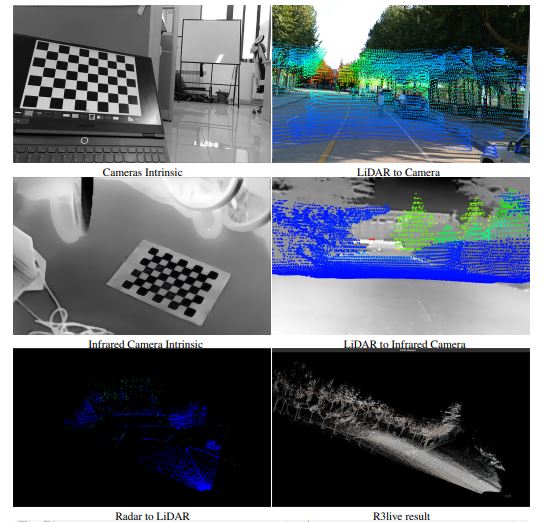 Cameras Intrinsic
LiDAR to Camera
Infrared Camera Intrinsic
LiDAR to Infrared Camera
Radar to LiDAR
R3live result